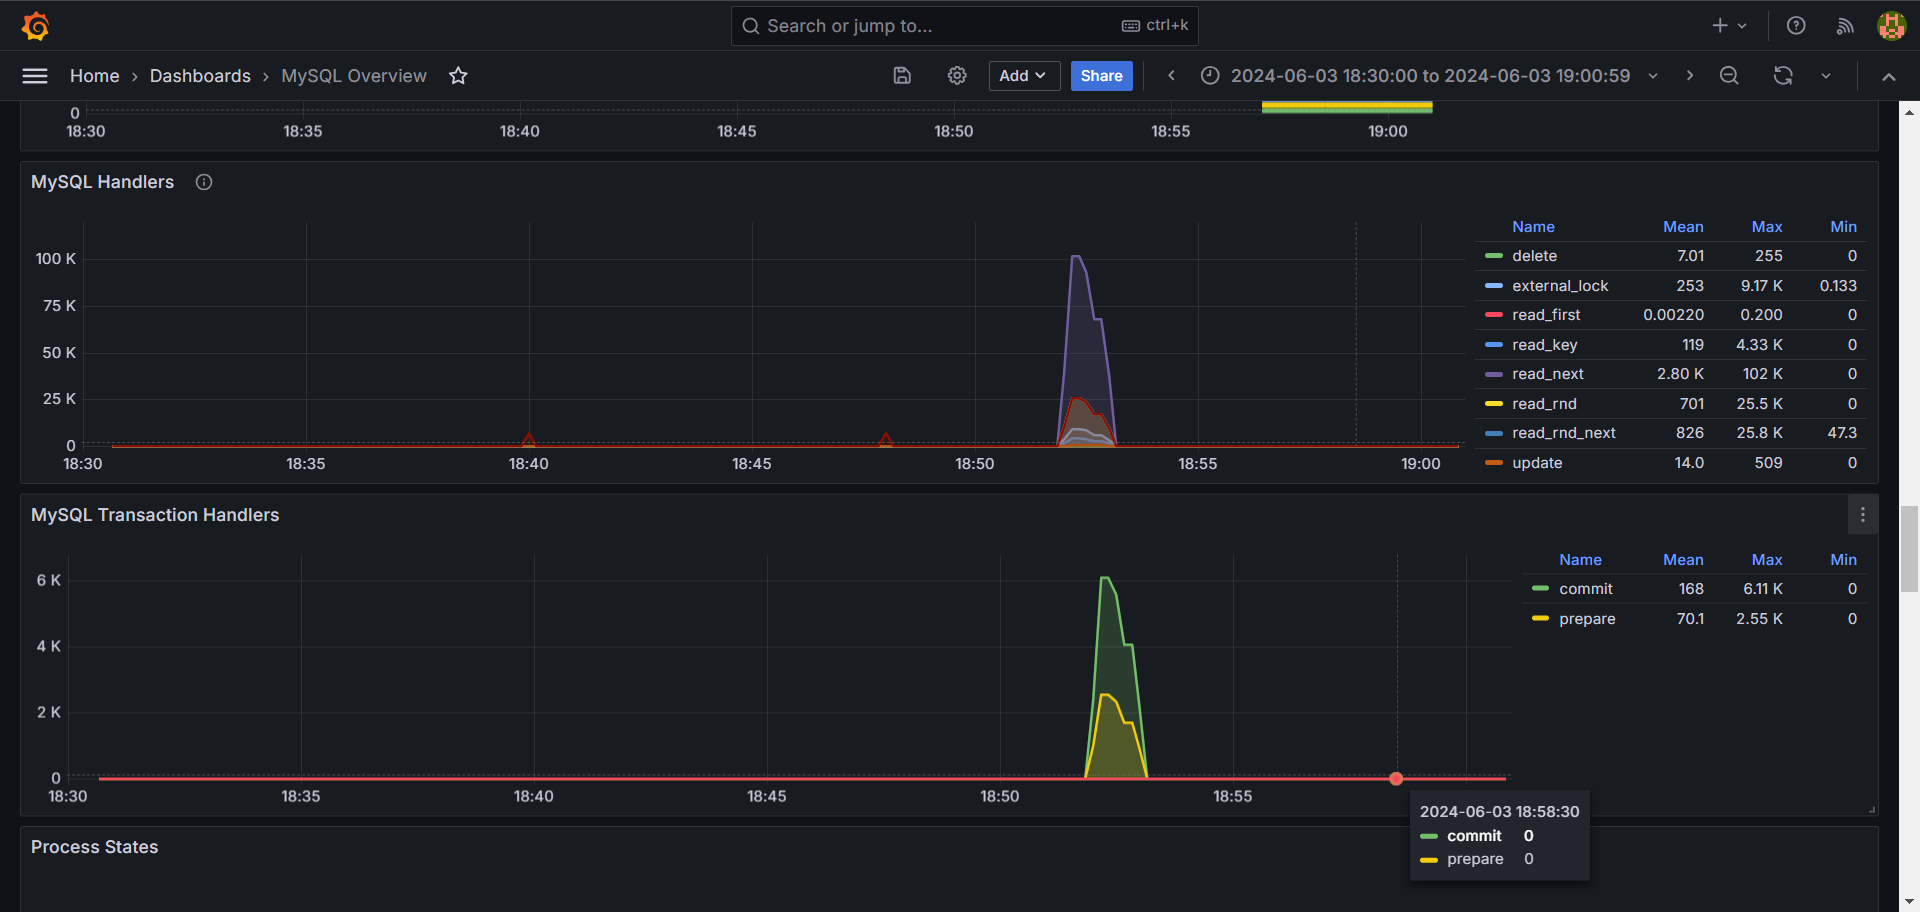 Search or jump to... ctrl+k
Home › Dashboards › MySQL Overview Add Share 2024-06-03 18:30:00 to 2024-06-03 19:00:59
0
18:30 18:35 18:40 18:45 18:50 18:55 19:00
MySQL Handlers
Name Mean Max Min
delete 7.01 255 0
external_lock 253 9.17 K 0.133
read_first 0.00220 0.200 0
read_key 119 4.33 K 0
read_next 2.80 K 102 K 0
read_rnd 701 25.5 K 0
read_rnd_next 826 25.8 K 47.3
update 14.0 509 0
100 K
75 K
50 K
25 K
0
18:30 18:35 18:40 18:45 18:50 18:55 19:00
MySQL Transaction Handlers
Name Mean Max Min
commit 168 6.11 K 0
prepare 70.1 2.55 K 0
6 K
4 K
2 K
0
18:30 18:35 18:40 18:45 18:50 18:55
2024-06-03 18:58:30
commit 0
prepare 0
Process States